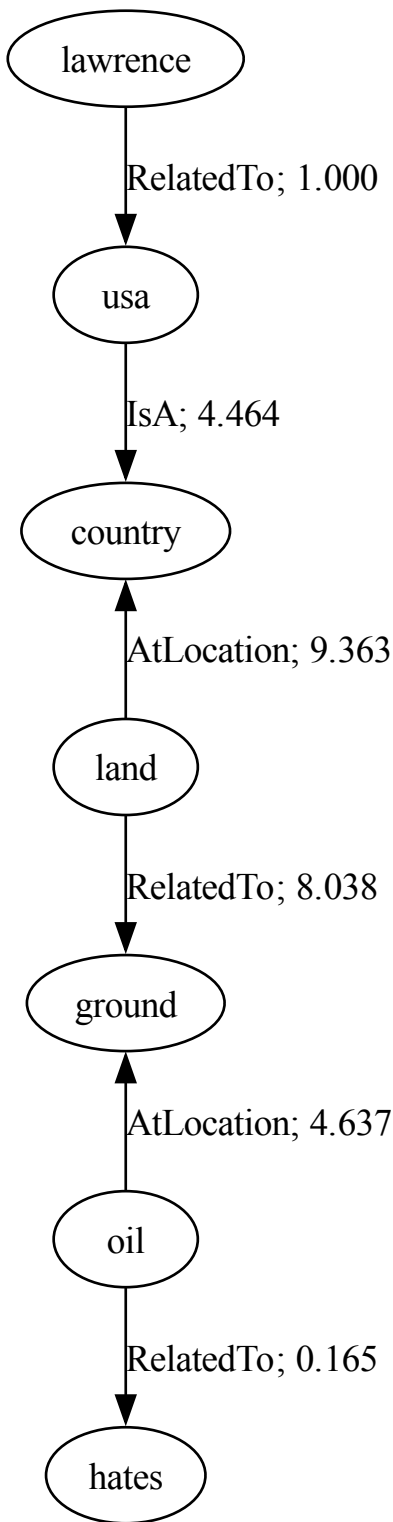 lawrence
RelatedTo; 1.000
usa
IsA; 4.464
country
AtLocation; 9.363
land
RelatedTo; 8.038
ground
AtLocation; 4.637
oil
RelatedTo; 0.165
hates